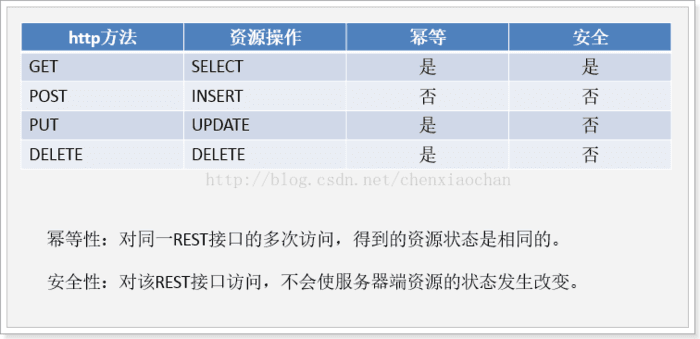 http方法 资源操作 幂等 安全
GET SELECT 是 是
POST INSERT 否 否
PUT UPDATE 是 否
DELETE DELETE 是 否
http://blog.csdn.net/chenxiaochan
幂等性：对同一REST接口的多次访问，得到的资源状态是相同的。
安全性：对该REST接口访问，不会使服务器端资源的状态发生改变。